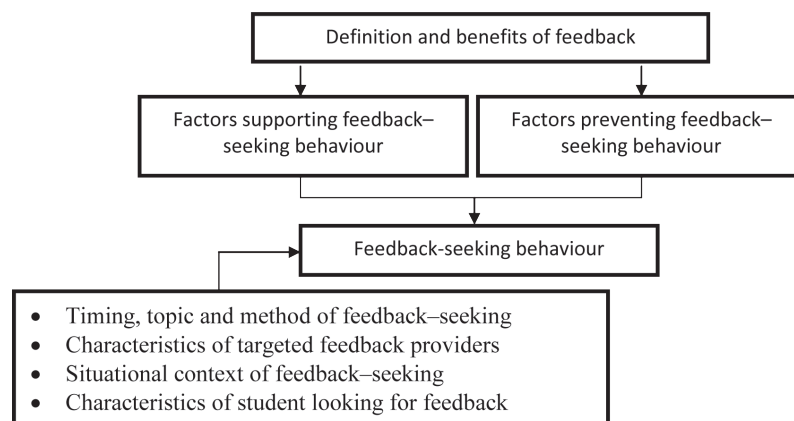 Definition and benefits of feedback
Factors supporting feedback–
seeking behaviour
Factors preventing feedback–
seeking behaviour
Feedback-seeking behaviour
• Timing, topic and method of feedback–seeking
• Characteristics of targeted feedback providers
• Situational context of feedback–seeking
• Characteristics of student looking for feedback